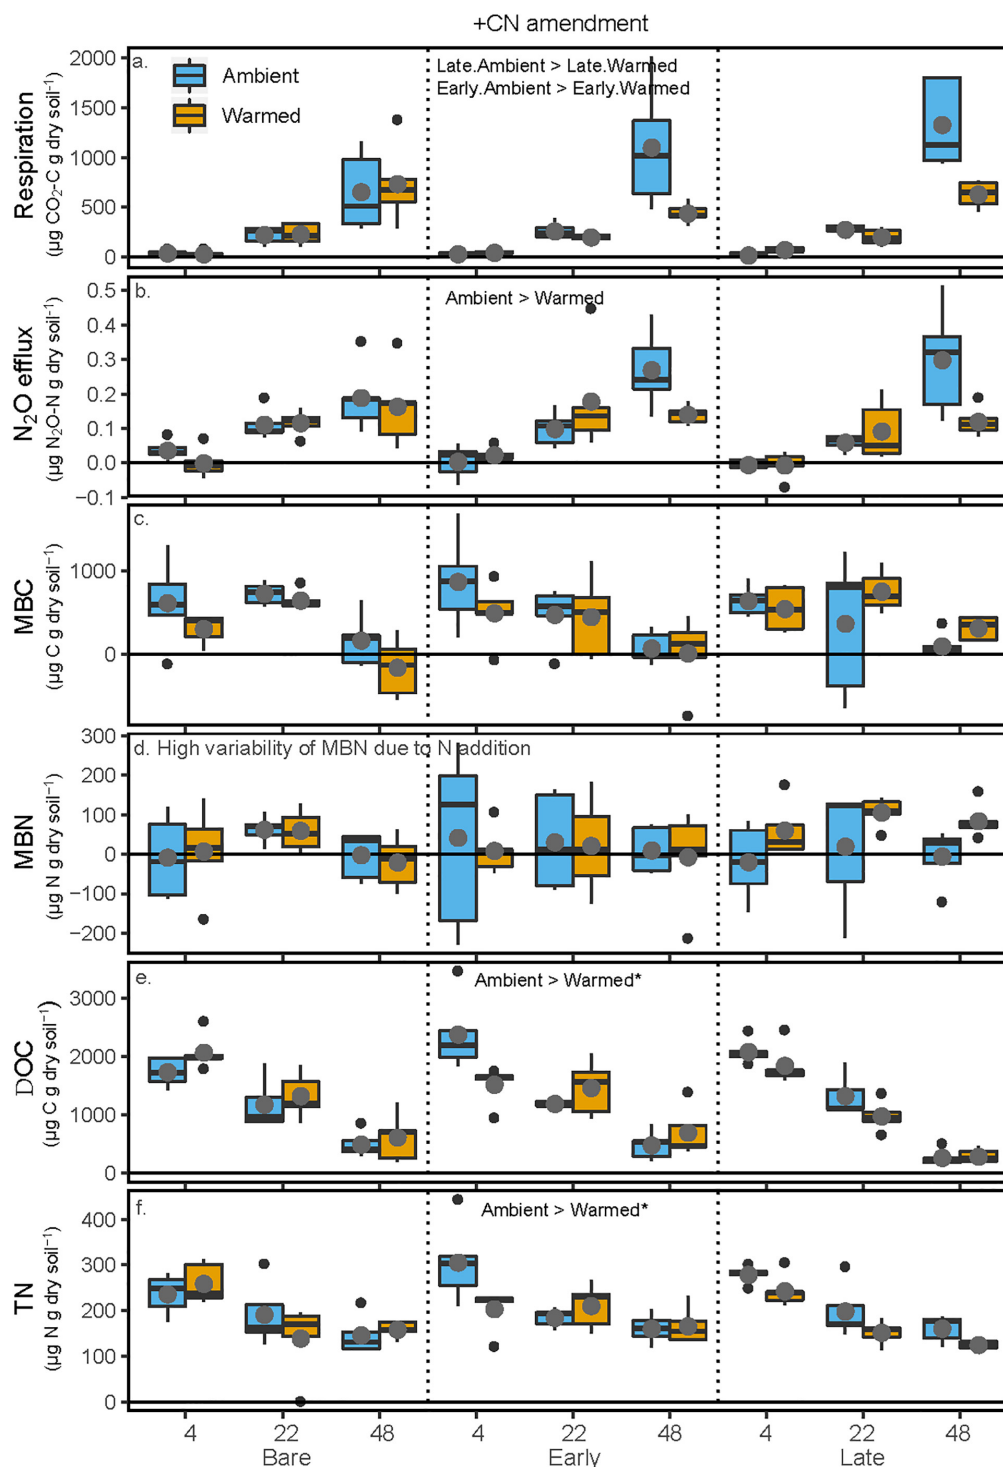 +CN amendment
a.
Ambient
Warmed
Late.Ambient > Late.Warmed
Early.Ambient > Early.Warmed
Respiration
(µg CO₂-C g dry soil⁻¹)
2000
1500
1000
500
0
b.
Ambient > Warmed
N₂O efflux
(µg N₂O-N g dry soil⁻¹)
0.5
0.4
0.3
0.2
0.1
0.0
−0.1
c.
MBC
(µg C g dry soil⁻¹)
1000
0
d. High variability of MBN due to N addition
MBN
(µg N g dry soil⁻¹)
300
200
100
0
−100
−200
e.
Ambient > Warmed*
DOC
(µg C g dry soil⁻¹)
3000
2000
1000
0
f.
Ambient > Warmed*
TN
(µg N g dry soil⁻¹)
400
300
200
100
0
4 22 48 4 22 48 4 22 48
Bare Early Late